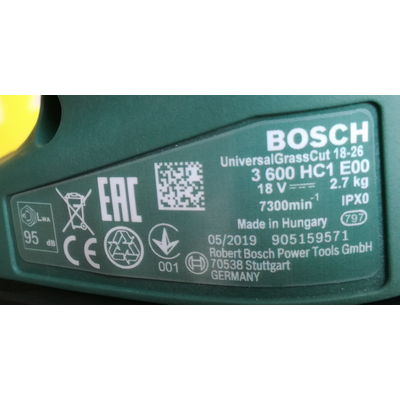 BOSCH
UniversalGrassCut 18-26
3 600 HC1 E00
18 V ⎓ 2.7 kg
7300min⁻¹ IPX0
Made in Hungary 797
05/2019 905159571
Robert Bosch Power Tools GmbH
70538 Stuttgart
GERMANY
EAC
LWA
95 dB
CE
001